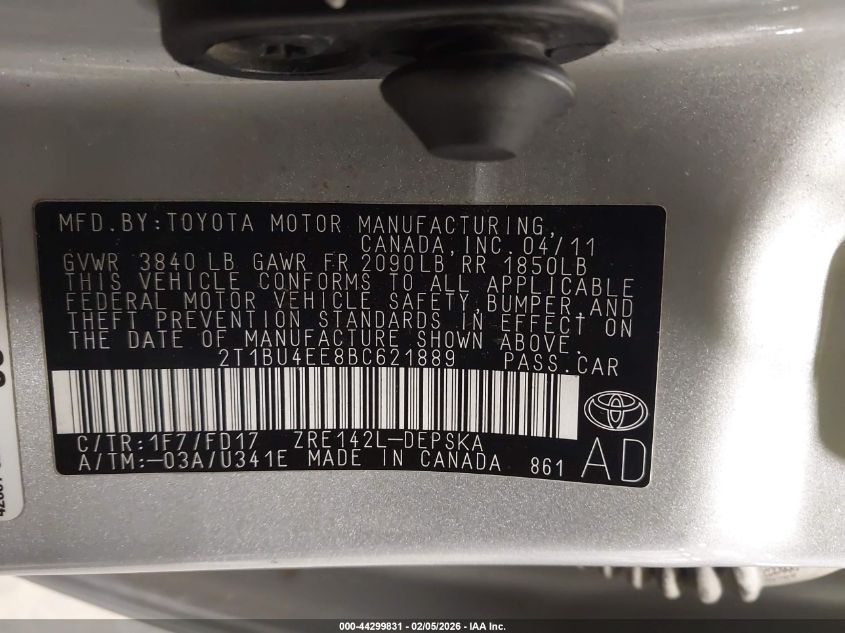 MFD.BY:TOYOTA MOTOR MANUFACTURING,
CANADA,INC.04/11
GVWR 3840LB GAWR FR 2090LB RR 1850LB
THIS VEHICLE CONFORMS TO ALL APPLICABLE
FEDERAL MOTOR VEHICLE SAFETY,BUMPER,AND
THEFT PREVENTION STANDARDS IN EFFECT ON
THE DATE OF MANUFACTURE SHOWN ABOVE.
2T1BU4EE8BC621889 PASS.CAR
C/TR:1F7/FD17 ZRE142L-DEPSKA
A/TM:-03A/U341E MADE IN CANADA 861
AD
000-44299831 - 02/05/2026 - IAA Inc.